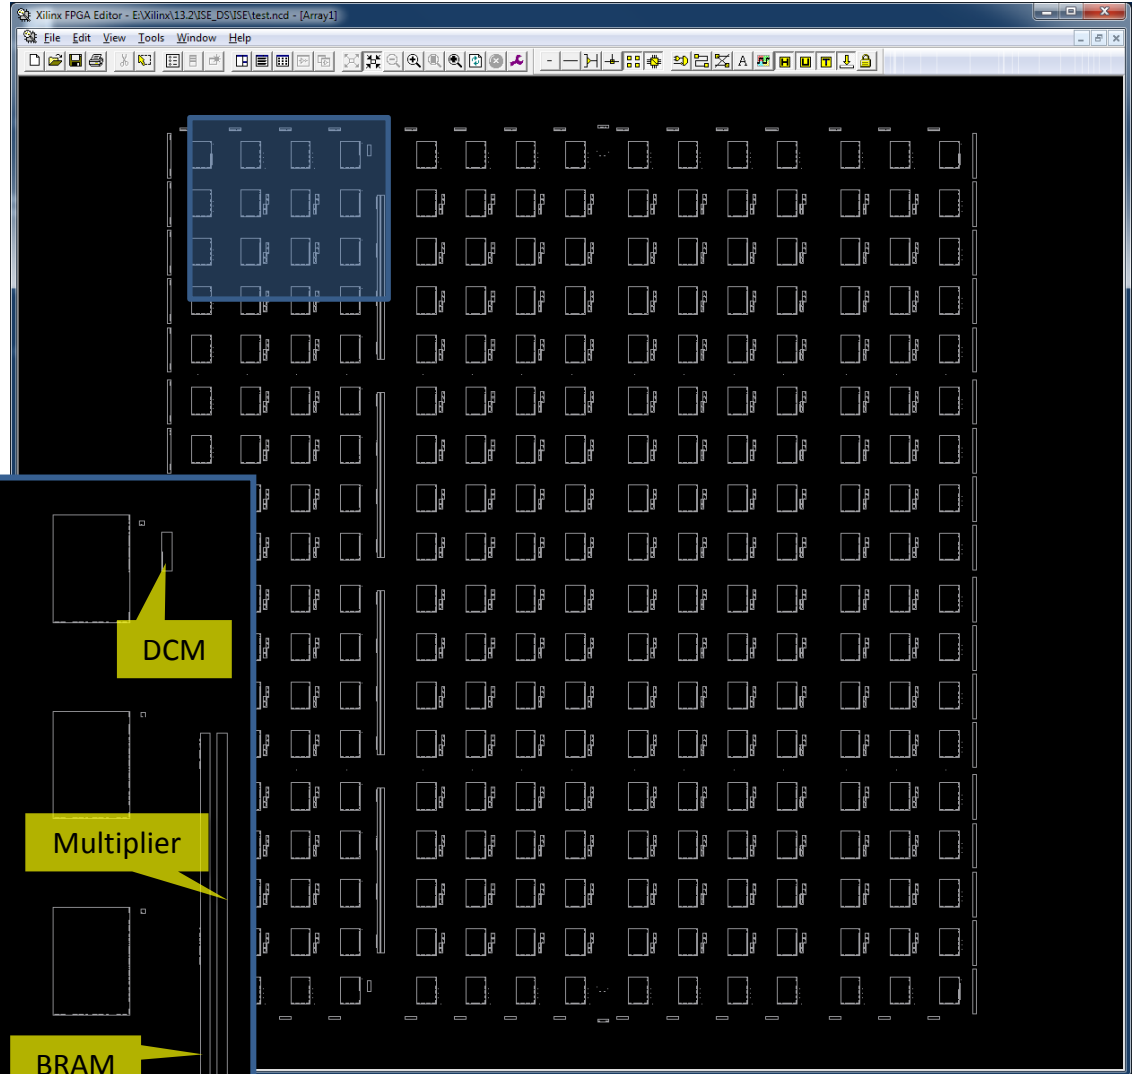 Xilinx FPGA Editor - E:\Xilinx\13.2\ISE_DS\ISE\test.ncd - [Array1]
File Edit View Tools Window Help
A
DCM
Multiplier
BRAM